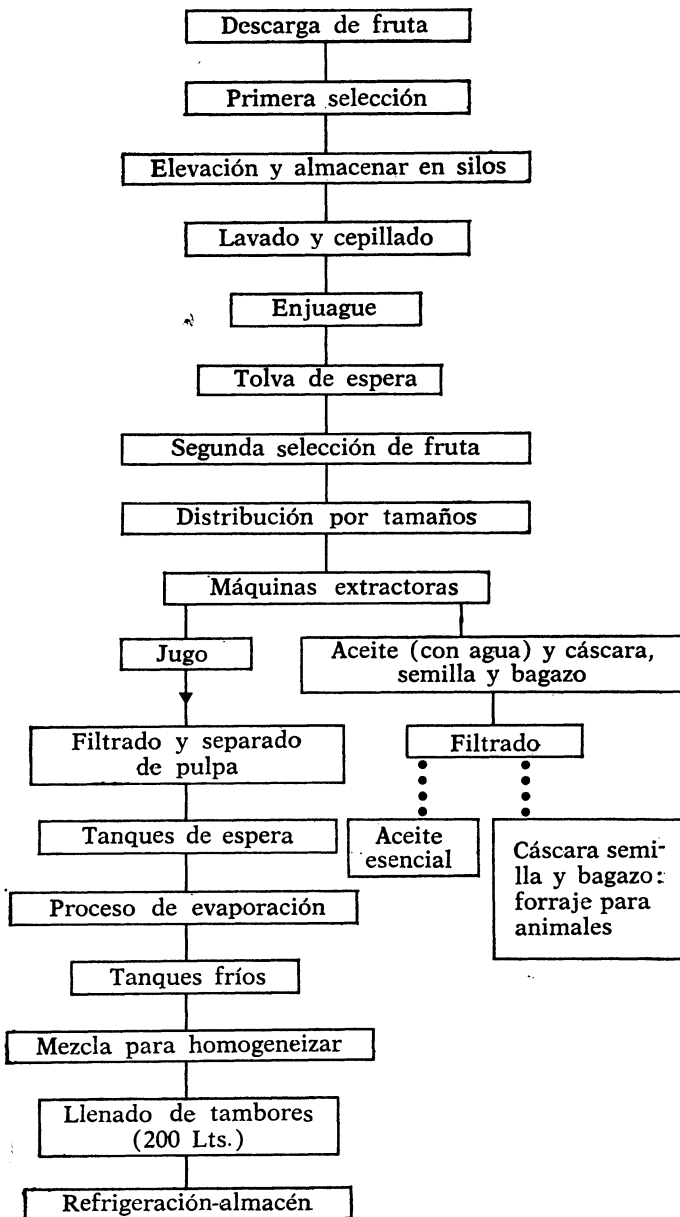 Descarga de fruta
Primera selección
Elevación y almacenar en silos
Lavado y cepillado
Enjuague
Tolva de espera
Segunda selección de fruta
Distribución por tamaños
Máquinas extractoras
Jugo
Aceite (con agua) y cáscara,
semilla y bagazo
Filtrado y separado
de pulpa
Filtrado
Tanques de espera
Aceite
esencial
Cáscara semi-
lla y bagazo:
forraje para
animales
Proceso de evaporación
Tanques fríos
Mezcla para homogeneizar
Llenado de tambores
(200 Lts.)
Refrigeración-almacén